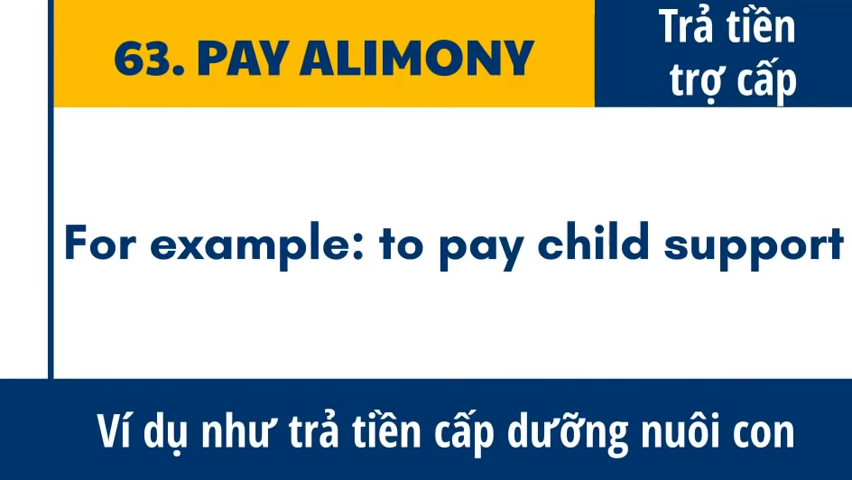 63. PAY ALIMONY
Trả tiền
trợ cấp
For example: to pay child support
Ví dụ như trả tiền cấp dưỡng nuôi con